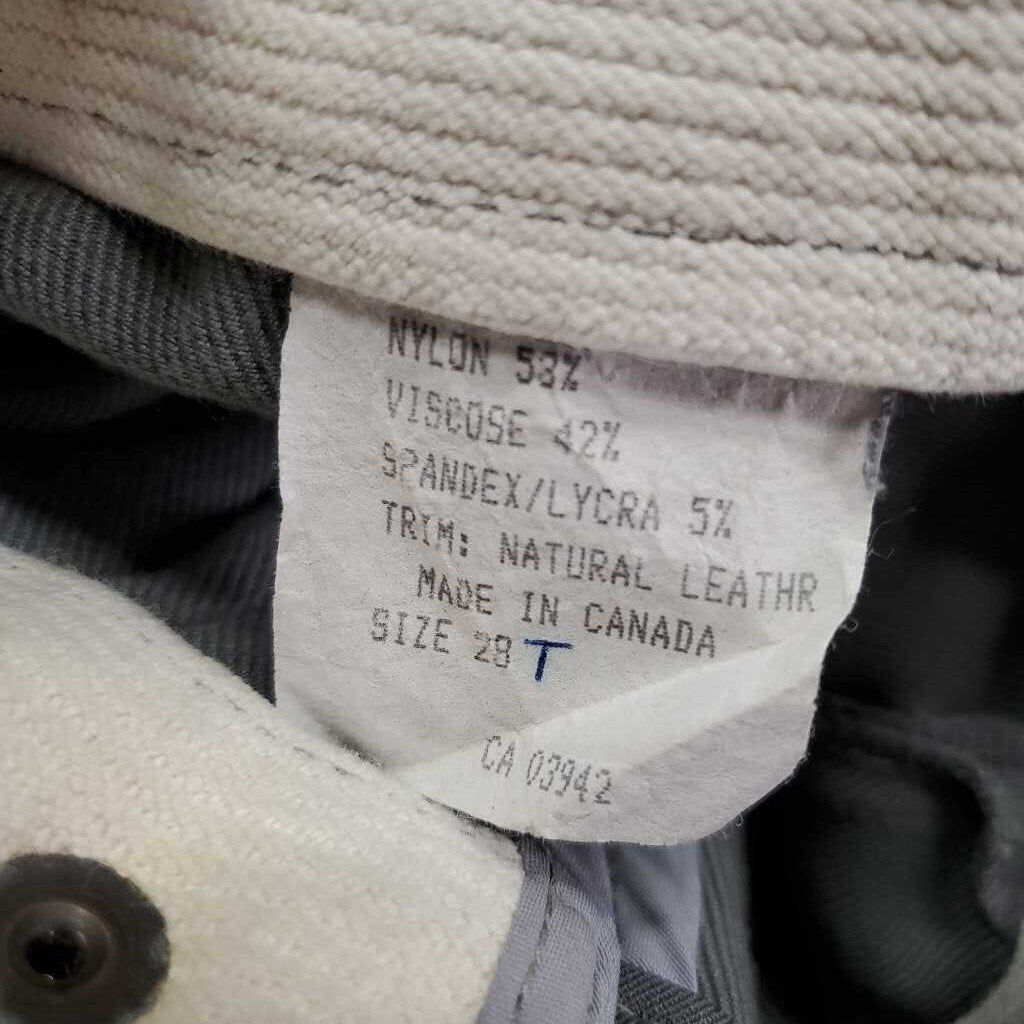 NYLON 53%
VISCOSE 42%
SPANDEX/LYCRA 5%
TRIM: NATURAL LEATHR
MADE IN CANADA
SIZE 28 T
CA 03942